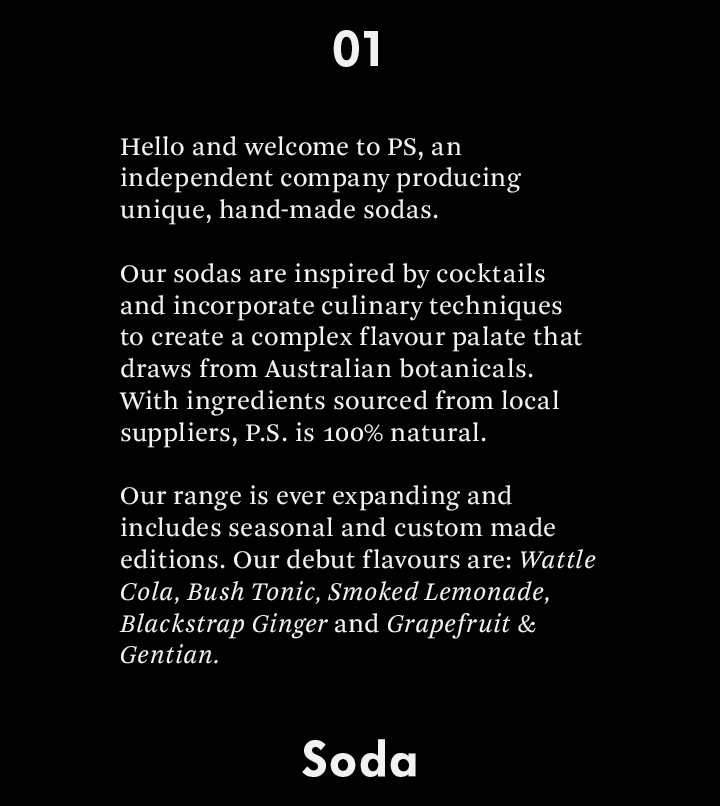 01
Hello and welcome to PS, an
independent company producing
unique, hand-made sodas.
Our sodas are inspired by cocktails
and incorporate culinary techniques
to create a complex flavour palate that
draws from Australian botanicals.
With ingredients sourced from local
suppliers, P.S. is 100% natural.
Our range is ever expanding and
includes seasonal and custom made
editions. Our debut flavours are: Wattle
Cola, Bush Tonic, Smoked Lemonade,
Blackstrap Ginger and Grapefruit &
Gentian.
Soda